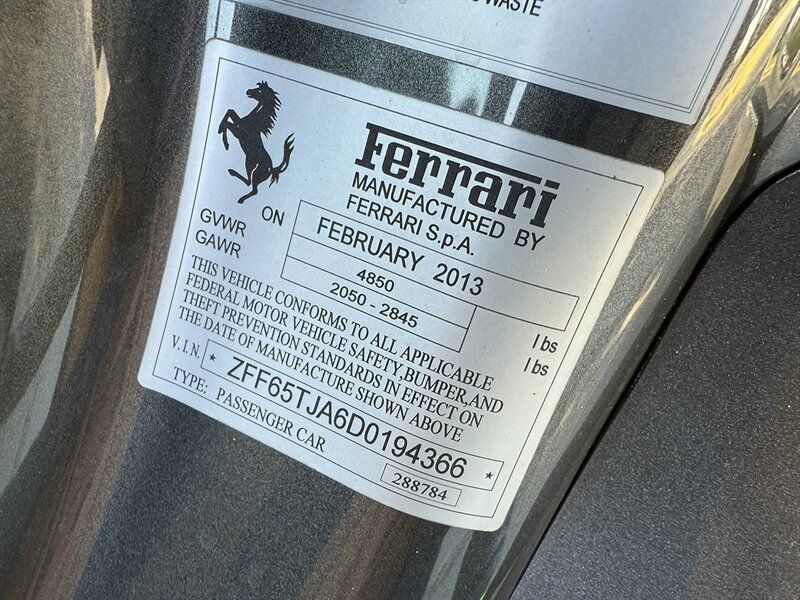 WASTE
Ferrari
MANUFACTURED BY
FERRARI S.p.A.
ON FEBRUARY 2013
GVWR 4850 lbs
GAWR 2050 - 2845 lbs
THIS VEHICLE CONFORMS TO ALL APPLICABLE
FEDERAL MOTOR VEHICLE SAFETY, BUMPER, AND
THEFT PREVENTION STANDARDS IN EFFECT ON
THE DATE OF MANUFACTURE SHOWN ABOVE
V.I.N. * ZFF65TJA6D0194366 *
TYPE: PASSENGER CAR 288784